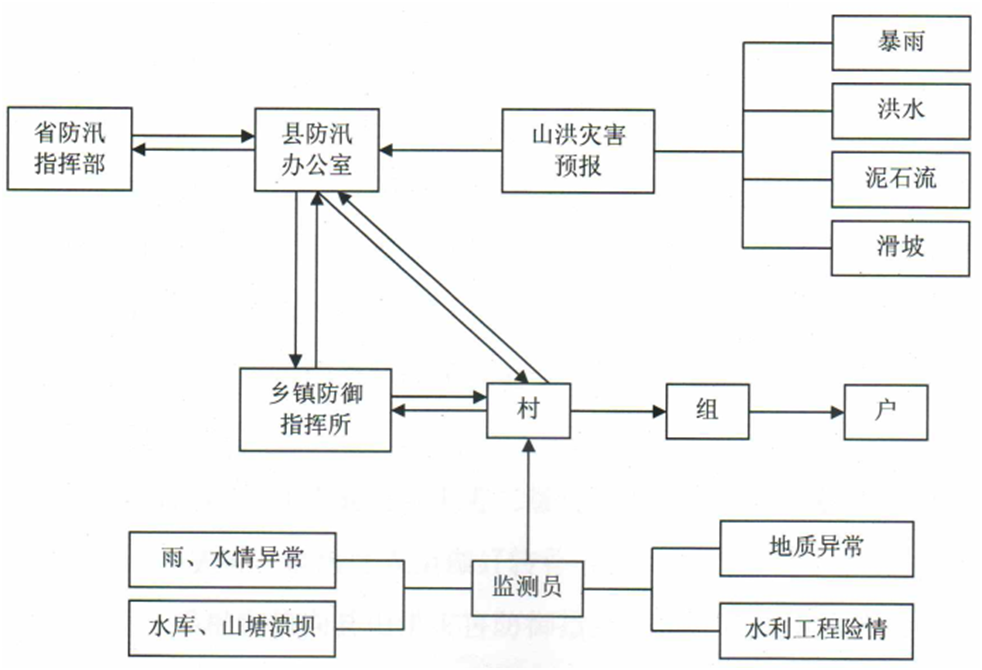 暴雨
省防汛
指挥部
县防汛
办公室
山洪灾害
预报
洪水
泥石流
滑坡
乡镇防御
指挥所
村
组
户
雨、水情异常
水库、山塘溃坝
监测员
地质异常
水利工程险情